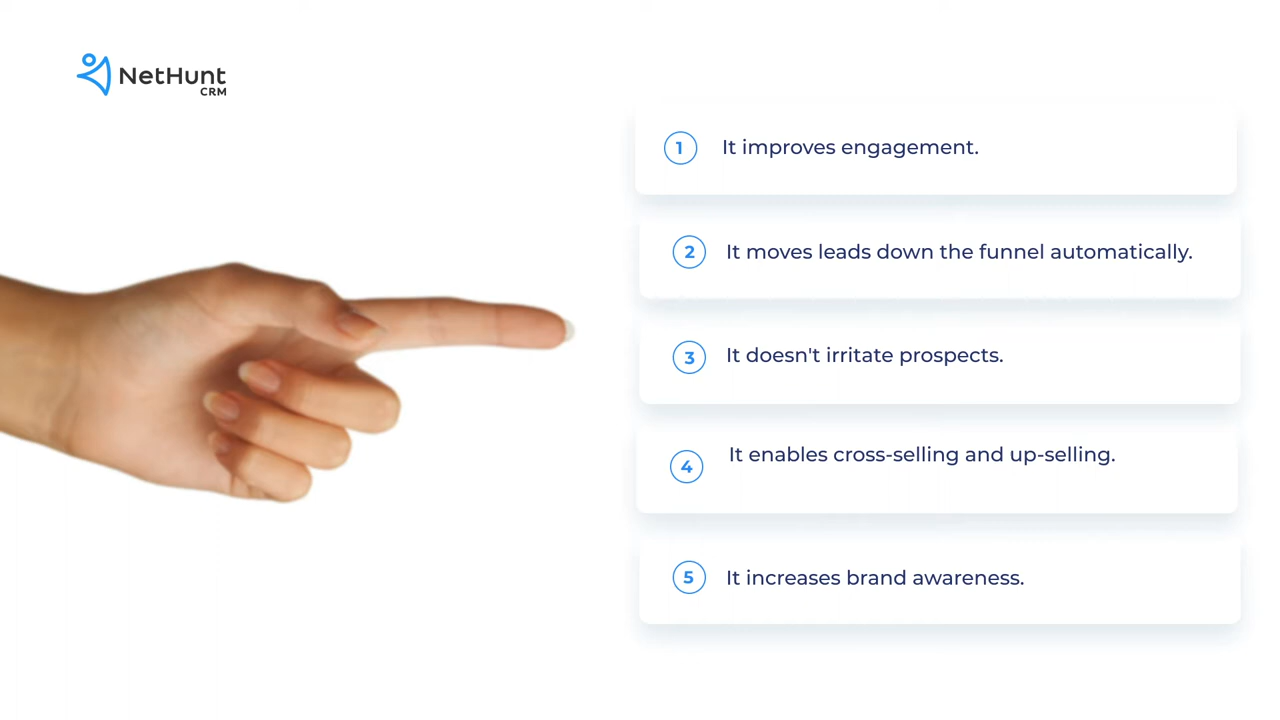 NetHunt
CRM
1 It improves engagement.
2 It moves leads down the funnel automatically.
3 It doesn't irritate prospects.
4 It enables cross-selling and up-selling.
5 It increases brand awareness.